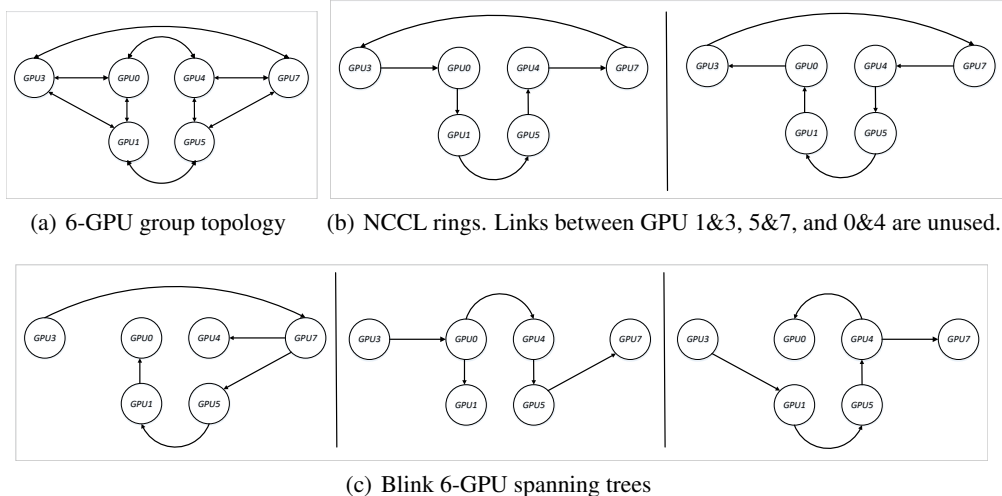 GPU3 GPU0 GPU4 GPU7
GPU1 GPU5
GPU3 GPU0 GPU4 GPU7
GPU1 GPU5
GPU3 GPU0 GPU4 GPU7
GPU1 GPU5
(a) 6-GPU group topology
(b) NCCL rings. Links between GPU 1&3, 5&7, and 0&4 are unused.
GPU3 GPU0 GPU4 GPU7
GPU1 GPU5
GPU3 GPU0 GPU4 GPU7
GPU1 GPU5
GPU3 GPU0 GPU4 GPU7
GPU1 GPU5
(c) Blink 6-GPU spanning trees